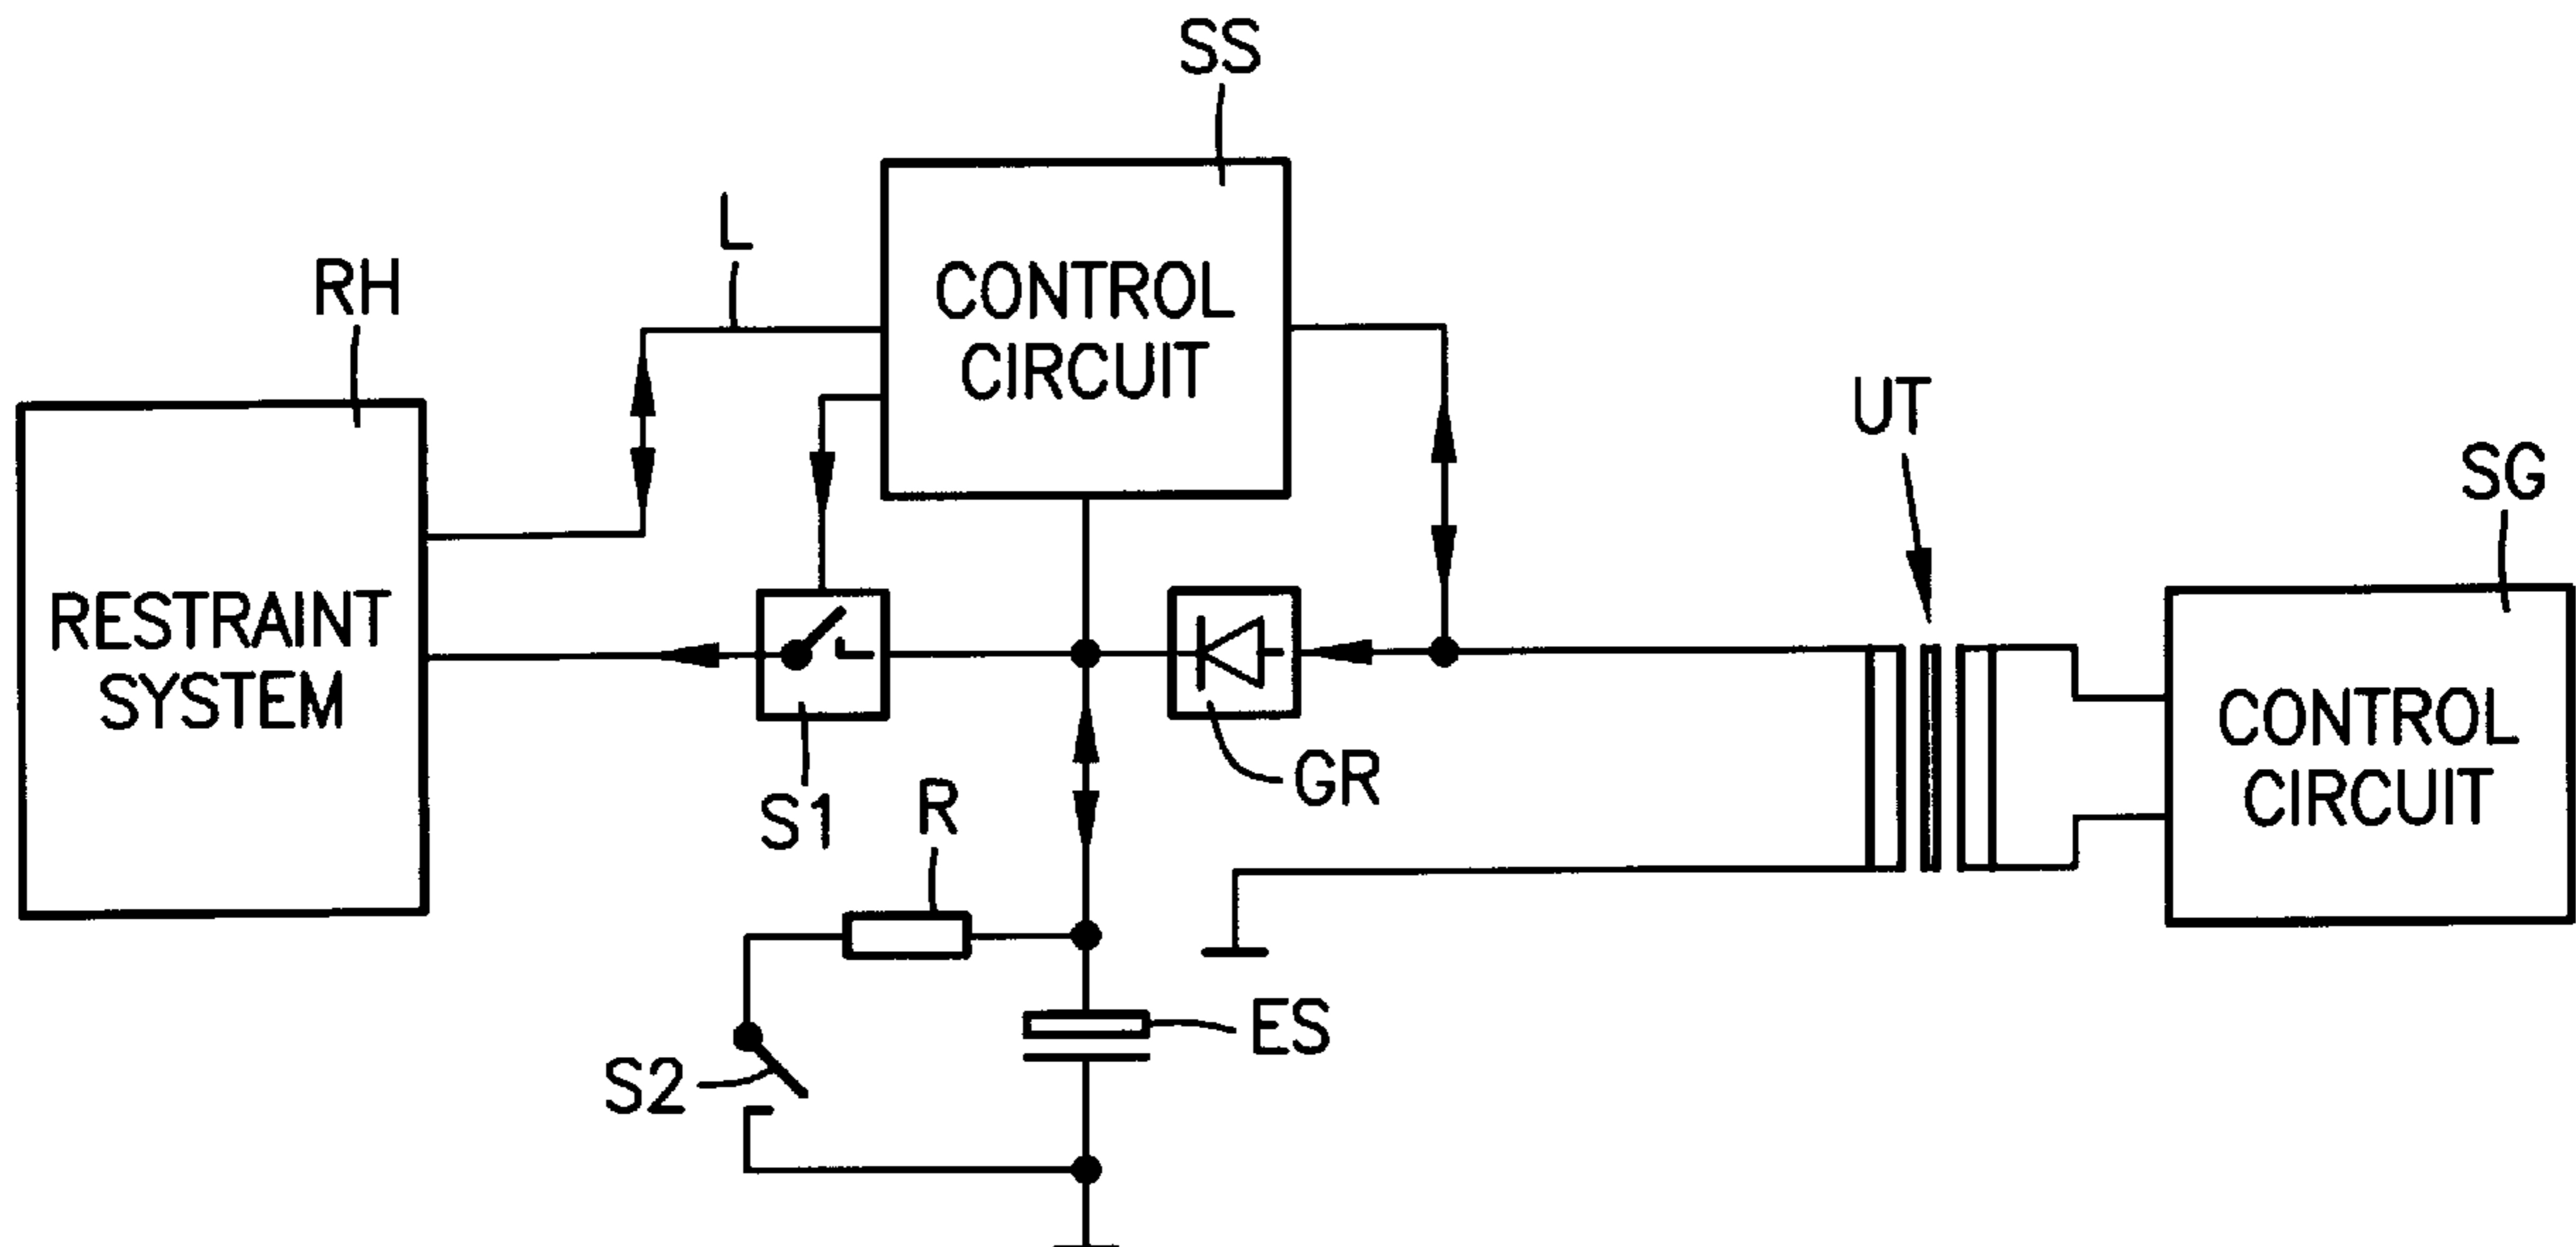 SS
L
RH
CONTROL
CIRCUIT
UT
SG
RESTRAINT
SYSTEM
S1
R
GR
CONTROL
CIRCUIT
ES
S2